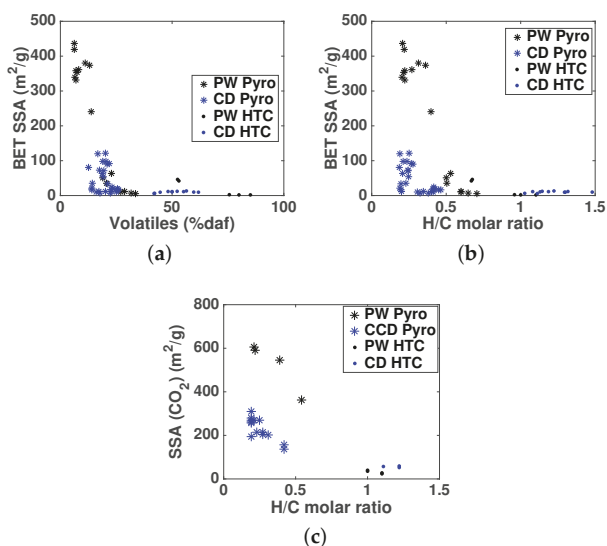 500
400
300
200
100
0
BET SSA (m²/g)
PW Pyro
CD Pyro
PW HTC
CD HTC
0 50 100
Volatiles (%daf)
(a)
500
400
300
200
100
0
BET SSA (m²/g)
PW Pyro
CD Pyro
PW HTC
CD HTC
0 0.5 1 1.5
H/C molar ratio
(b)
800
600
400
200
0
SSA (CO₂) (m²/g)
PW Pyro
CCD Pyro
PW HTC
CD HTC
0 0.5 1 1.5
H/C molar ratio
(c)